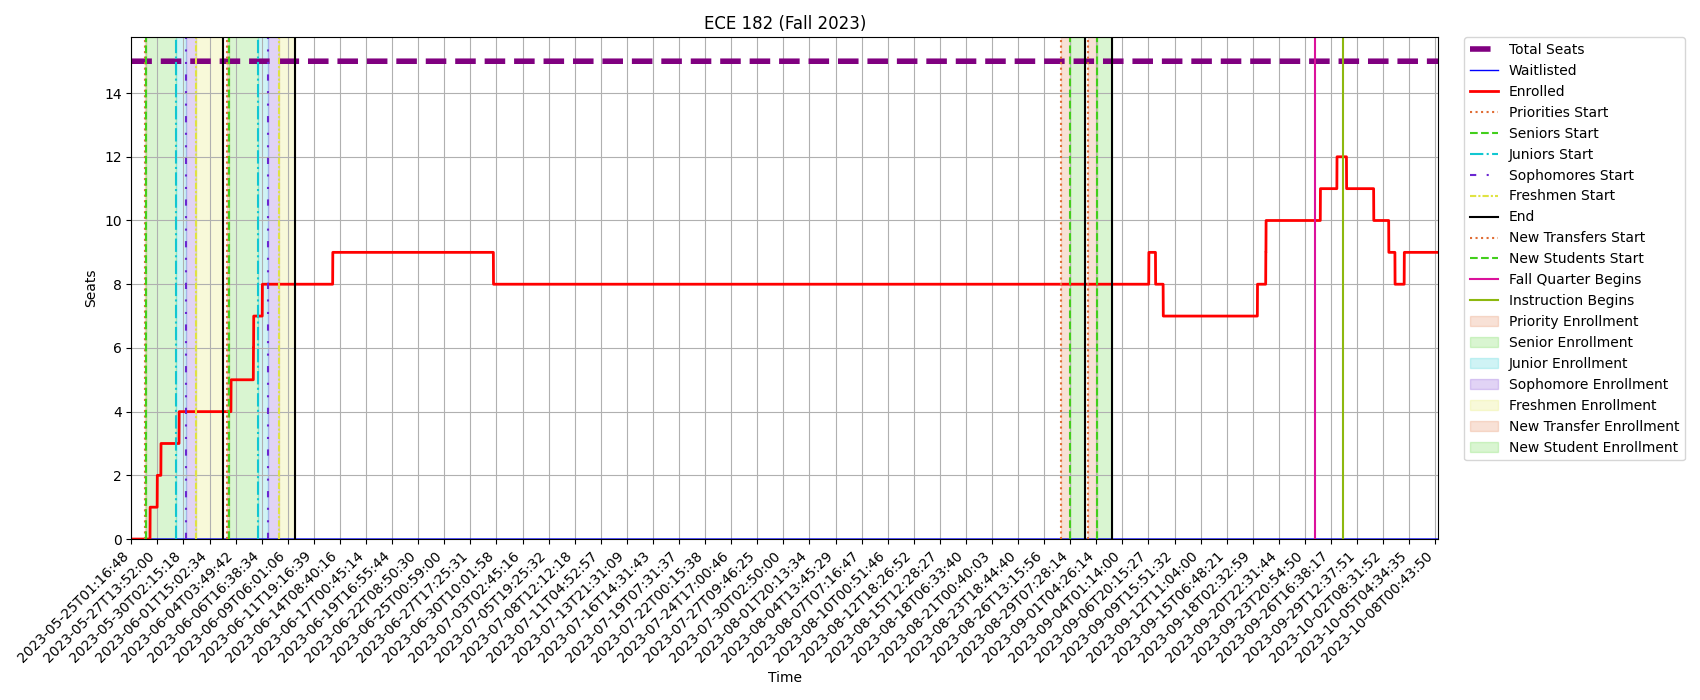 ECE 182 (Fall 2023)
Seats
14
12
10
8
6
4
2
0
2023-05-25T01:16:48
2023-05-27T13:52:00
2023-05-30T02:15:18
2023-06-01T15:02:34
2023-06-04T03:49:42
2023-06-06T16:38:34
2023-06-09T06:01:06
2023-06-11T19:16:39
2023-06-14T08:40:16
2023-06-17T00:45:14
2023-06-19T16:55:44
2023-06-22T08:50:30
2023-06-25T00:59:00
2023-06-27T17:25:31
2023-06-30T10:01:58
2023-07-03T02:45:16
2023-07-05T19:25:32
2023-07-08T12:12:18
2023-07-11T04:52:57
2023-07-13T21:31:09
2023-07-16T14:31:43
2023-07-19T07:31:37
2023-07-22T00:15:38
2023-07-24T17:00:46
2023-07-27T09:46:25
2023-07-30T02:50:00
2023-08-01T20:13:34
2023-08-04T13:45:29
2023-08-07T07:16:47
2023-08-10T00:51:46
2023-08-12T18:26:52
2023-08-15T12:28:27
2023-08-18T06:33:40
2023-08-21T00:40:03
2023-08-23T18:44:40
2023-08-26T13:15:56
2023-08-29T07:28:14
2023-09-01T04:26:14
2023-09-04T01:14:00
2023-09-06T20:15:27
2023-09-09T15:51:32
2023-09-12T11:04:00
2023-09-15T06:48:21
2023-09-18T02:32:59
2023-09-20T22:31:44
2023-09-23T20:54:50
2023-09-26T16:38:17
2023-09-29T12:37:51
2023-10-02T08:31:52
2023-10-05T04:34:35
2023-10-08T00:43:50
Time
Total Seats
Waitlisted
Enrolled
Priorities Start
Seniors Start
Juniors Start
Sophomores Start
Freshmen Start
End
New Transfers Start
New Students Start
Fall Quarter Begins
Instruction Begins
Priority Enrollment
Senior Enrollment
Junior Enrollment
Sophomore Enrollment
Freshmen Enrollment
New Transfer Enrollment
New Student Enrollment